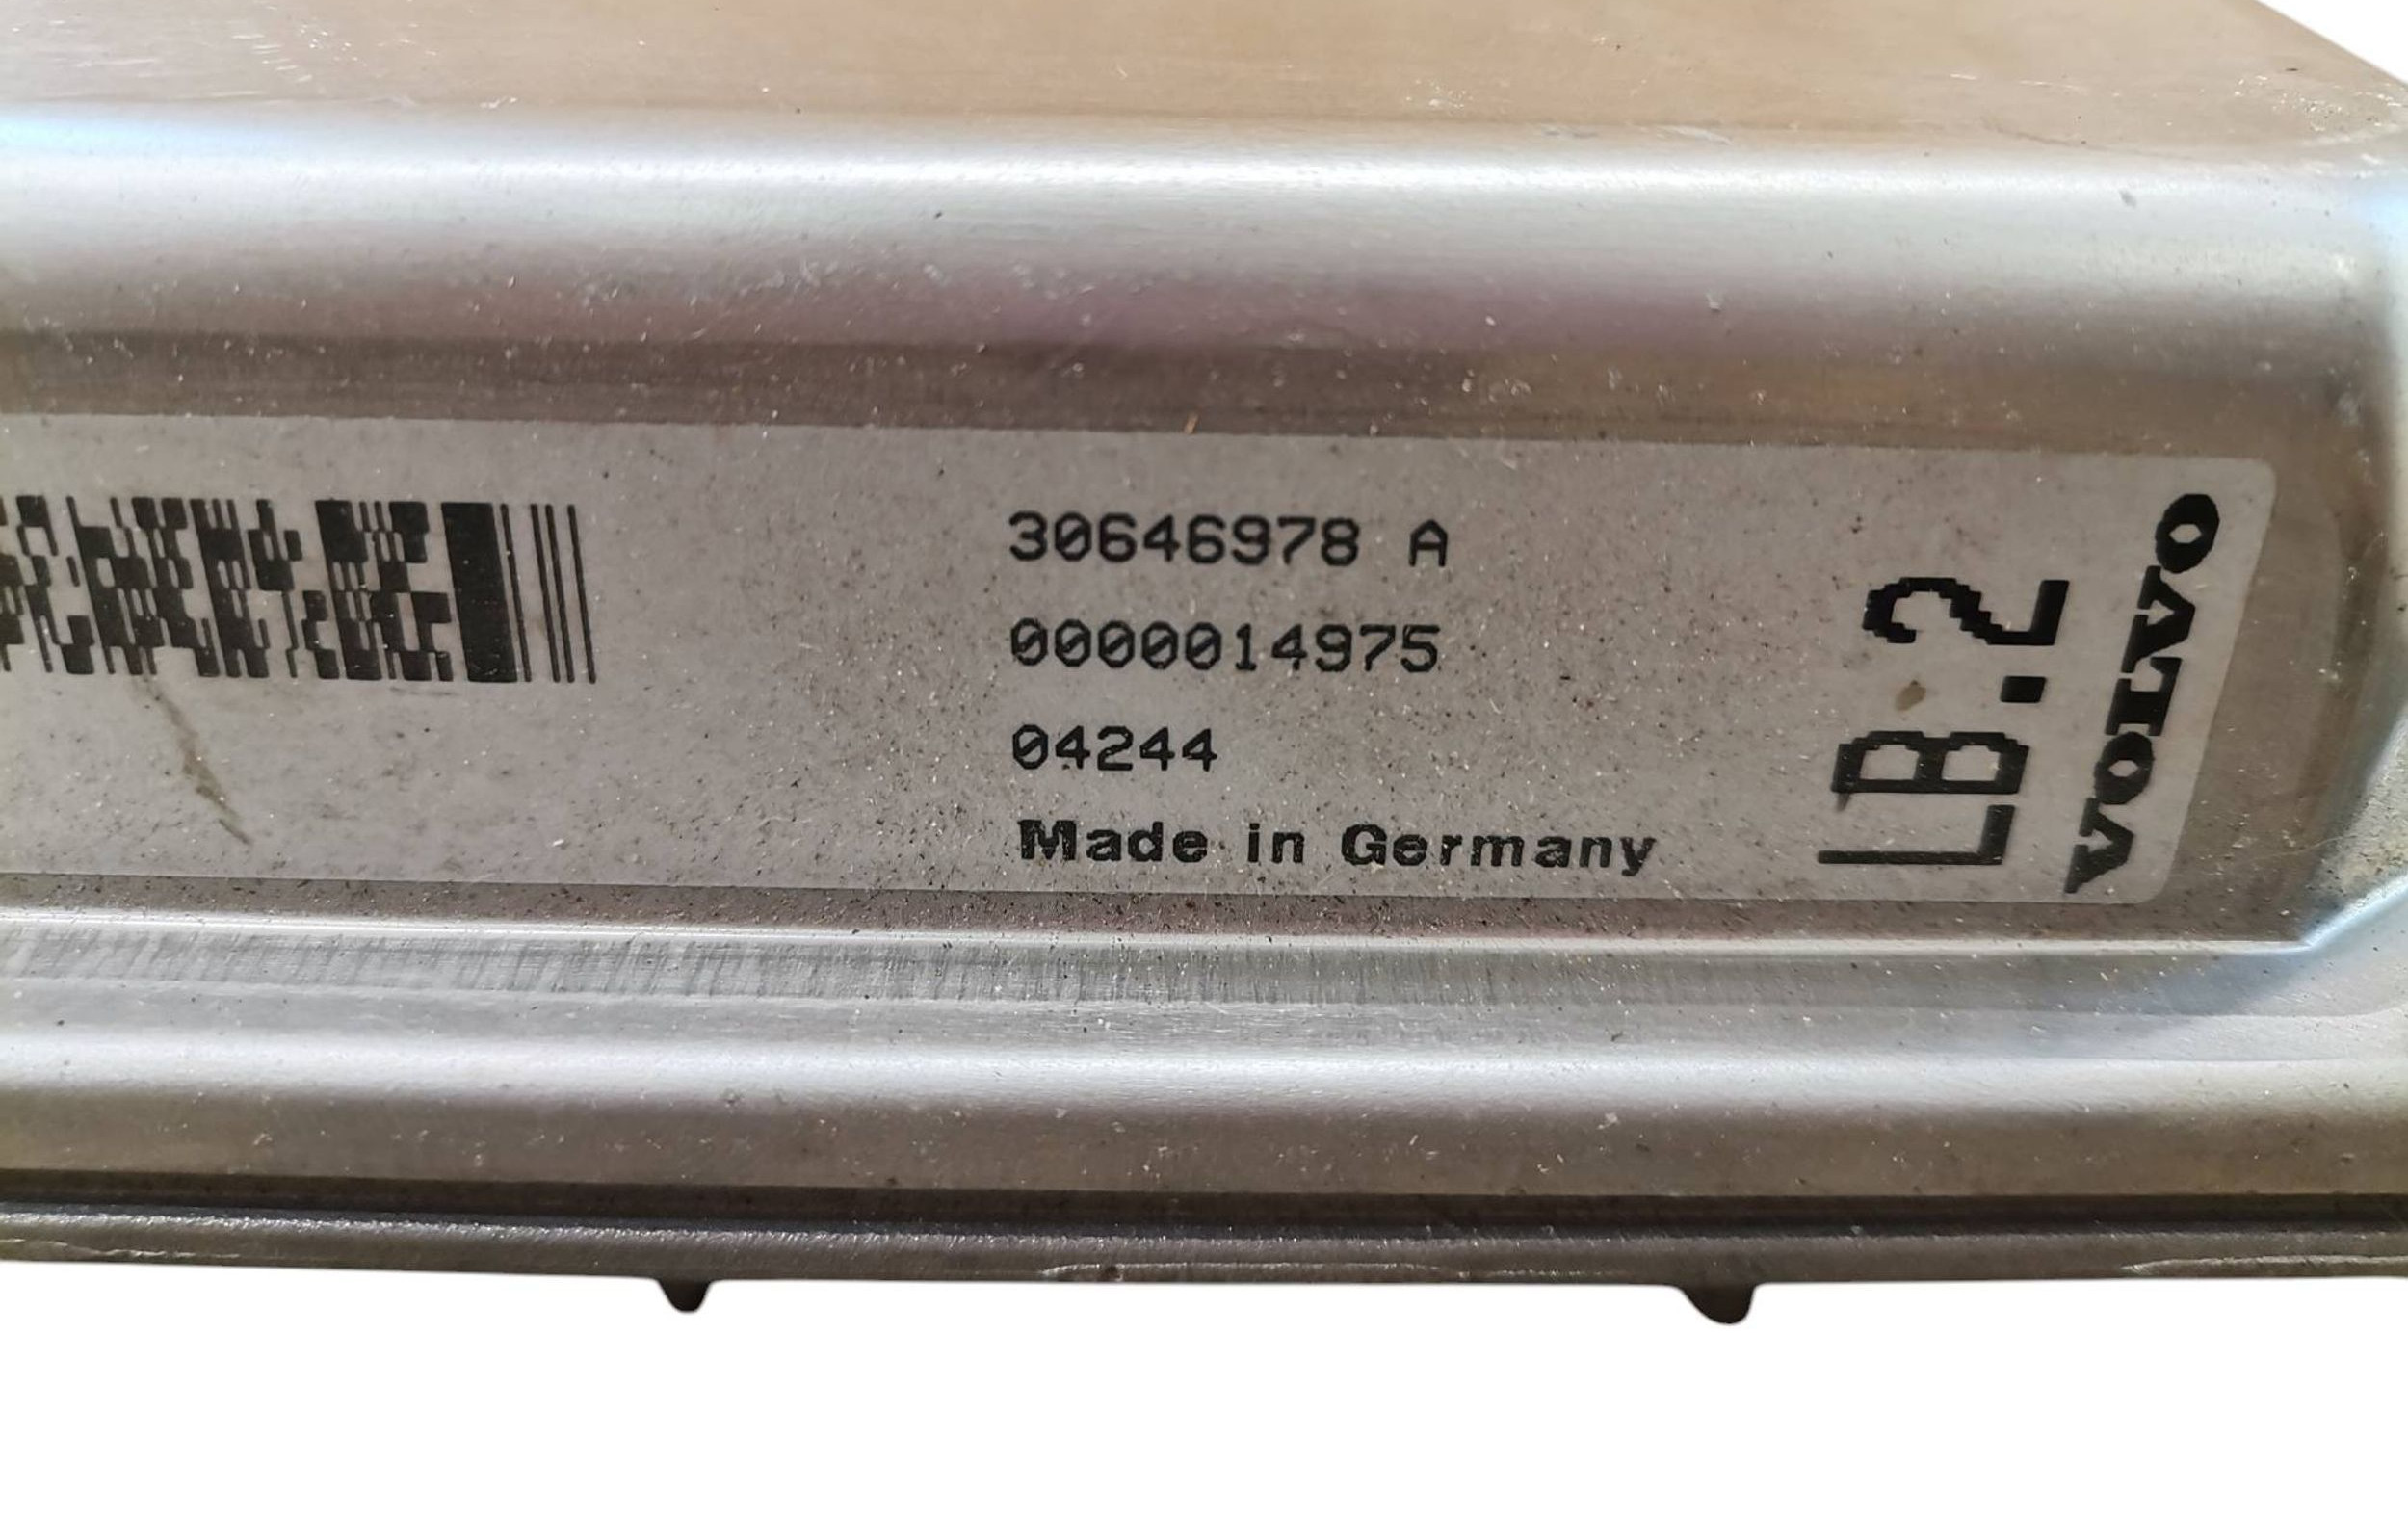 30646978 A
0000014975
04244
Made in Germany
LB:2
VOLVO